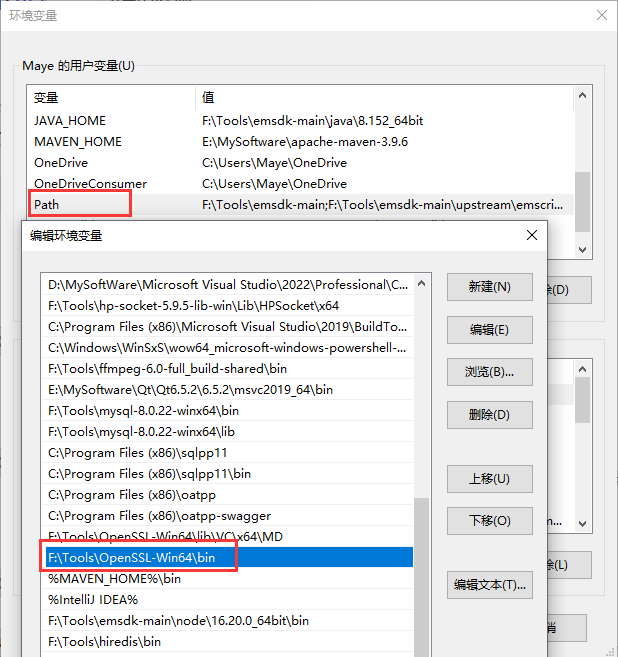 环境变量
Maye 的用户变量(U)
变量 值
JAVA_HOME F:\Tools\emsdk-main\java\8.152_64bit
MAVEN_HOME E:\MySoftware\apache-maven-3.9.6
OneDrive C:\Users\Maye\OneDrive
OneDriveConsumer C:\Users\Maye\OneDrive
Path F:\Tools\emsdk-main;F:\Tools\emsdk-main\upstream\emscri...
编辑环境变量
D:\MySoftWare\Microsoft Visual Studio\2022\Professional\C...
F:\Tools\hp-socket-5.9.5-lib-win\Lib\HPSocket\x64
C:\Program Files (x86)\Microsoft Visual Studio\2019\BuildTo...
C:\Windows\WinSxS\wow64_microsoft-windows-powershell-...
F:\Tools\ffmpeg-6.0-full_build-shared\bin
E:\MySoftware\Qt\Qt6.5.2\6.5.2\msvc2019_64\bin
F:\Tools\mysql-8.0.22-winx64\bin
F:\Tools\mysql-8.0.22-winx64\lib
C:\Program Files (x86)\sqlpp11
C:\Program Files (x86)\sqlpp11\bin
C:\Program Files (x86)\oatpp
C:\Program Files (x86)\oatpp-swagger
F:\Tools\OpenSSL-Win64\lib\VC\x64\MD
F:\Tools\OpenSSL-Win64\bin
%MAVEN_HOME%\bin
%IntelliJ IDEA%
F:\Tools\emsdk-main\node\16.20.0_64bit\bin
F:\Tools\hiredis\bin
新建(N)
编辑(E)
浏览(B)...
删除(D)
上移(U)
下移(O)
编辑文本(T)...
除(D)
m...
除(L)
消